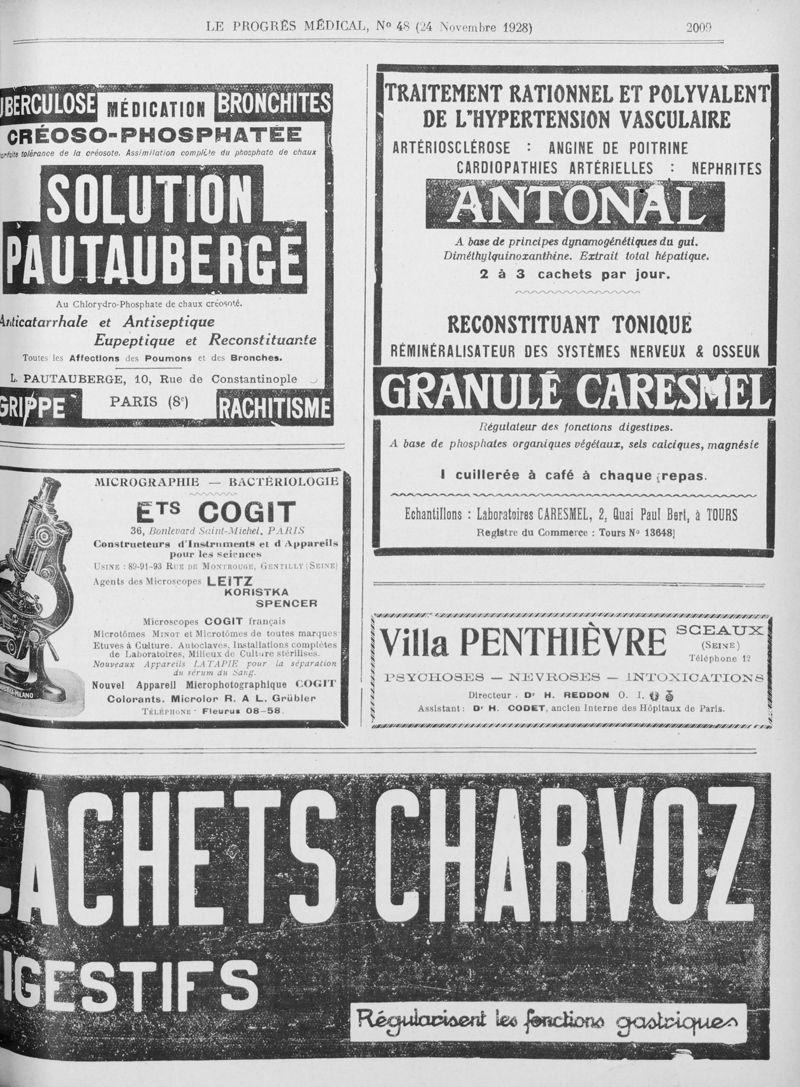 LE PROGRÈS MÉDICAL, Nº 48 (24 Novembre 1928) 2009
UBERCULOSE MÉDICATION BRONCHITES
CRÉOSO-PHOSPHATÉE
arfaite tolérance de la créosote. Assimilation complète du phosphate de chaux
SOLUTION
PAUTAUBERGE
Au Chlorydro-Phosphate de chaux créosoté.
Anticatarrhale et Antiseptique
Eupeptique et Reconstituante
Toutes les Affections des Poumons et des Bronches.
L. PAUTAUBERGE, 10, Rue de Constantinople
GRIPPE PARIS (8e) RACHITISME
MICROGRAPHIE — BACTÉRIOLOGIE
ETS COGIT
36, Boulevard Saint-Michel, PARIS
Constructeurs d'Instruments et d'Appareils
pour les sciences
USINE : 89-91-93 RUE DE MONTROUGE, GENTILLY (SEINE)
Agents des Microscopes LEITZ
KORISTKA
SPENCER
Microscopes COGIT français
Microtômes MINOT et Microtômes de toutes marques
Etuves à Culture. Autoclaves. Installations complètes
de Laboratoires, Milieux de Culture stérilisés.
Nouveaux Appareils LATAPIE pour la séparation
du sérum du Sang.
Nouvel Appareil Microphotographique COGIT
Colorants. Microlor R. A L. Grübler
TÉLÉPHONE : Fleurus 08-58.
MILANO
TRAITEMENT RATIONNEL ET POLYVALENT
DE L"HYPERTENSION VASCULAIRE
ARTÉRIOSCLÉROSE : ANGINE DE POITRINE
CARDIOPATHIES ARTÉRIELLES : NEPHRITES
ANTONAL
A base de principes dynamogénétiques du gui.
Diméthylquinoxanthine. Extrait total hépatique.
2 à 3 cachets par jour.
RECONSTITUANT TONIQUE
RÉMINÉRALISATEUR DES SYSTÈMES NERVEUX & OSSEUX
GRANULÉ CARESMEL
Régulateur des fonctions digestives.
A base de phosphates organiques végétaux, sels calciques, magnésie
1 cuillerée à café à chaque repas.
Echantillons : Laboratoires CARESMEL, 2, Quai Paul Bert, à TOURS
Registre du Commerce : Tours Nº 13648
Villa PENTHIÈVRE SCEAUX
(SEINE)
Téléphone 12
PSYCHOSES — NEVROSES — INTOXICATIONS
Directeur : Dr H. REDDON O. I.
Assistant : Dr H. CODET, ancien Interne des Hôpitaux de Paris.
CACHETS CHARVOZ
IGESTIFS
Régularisent les fonctions gastriques